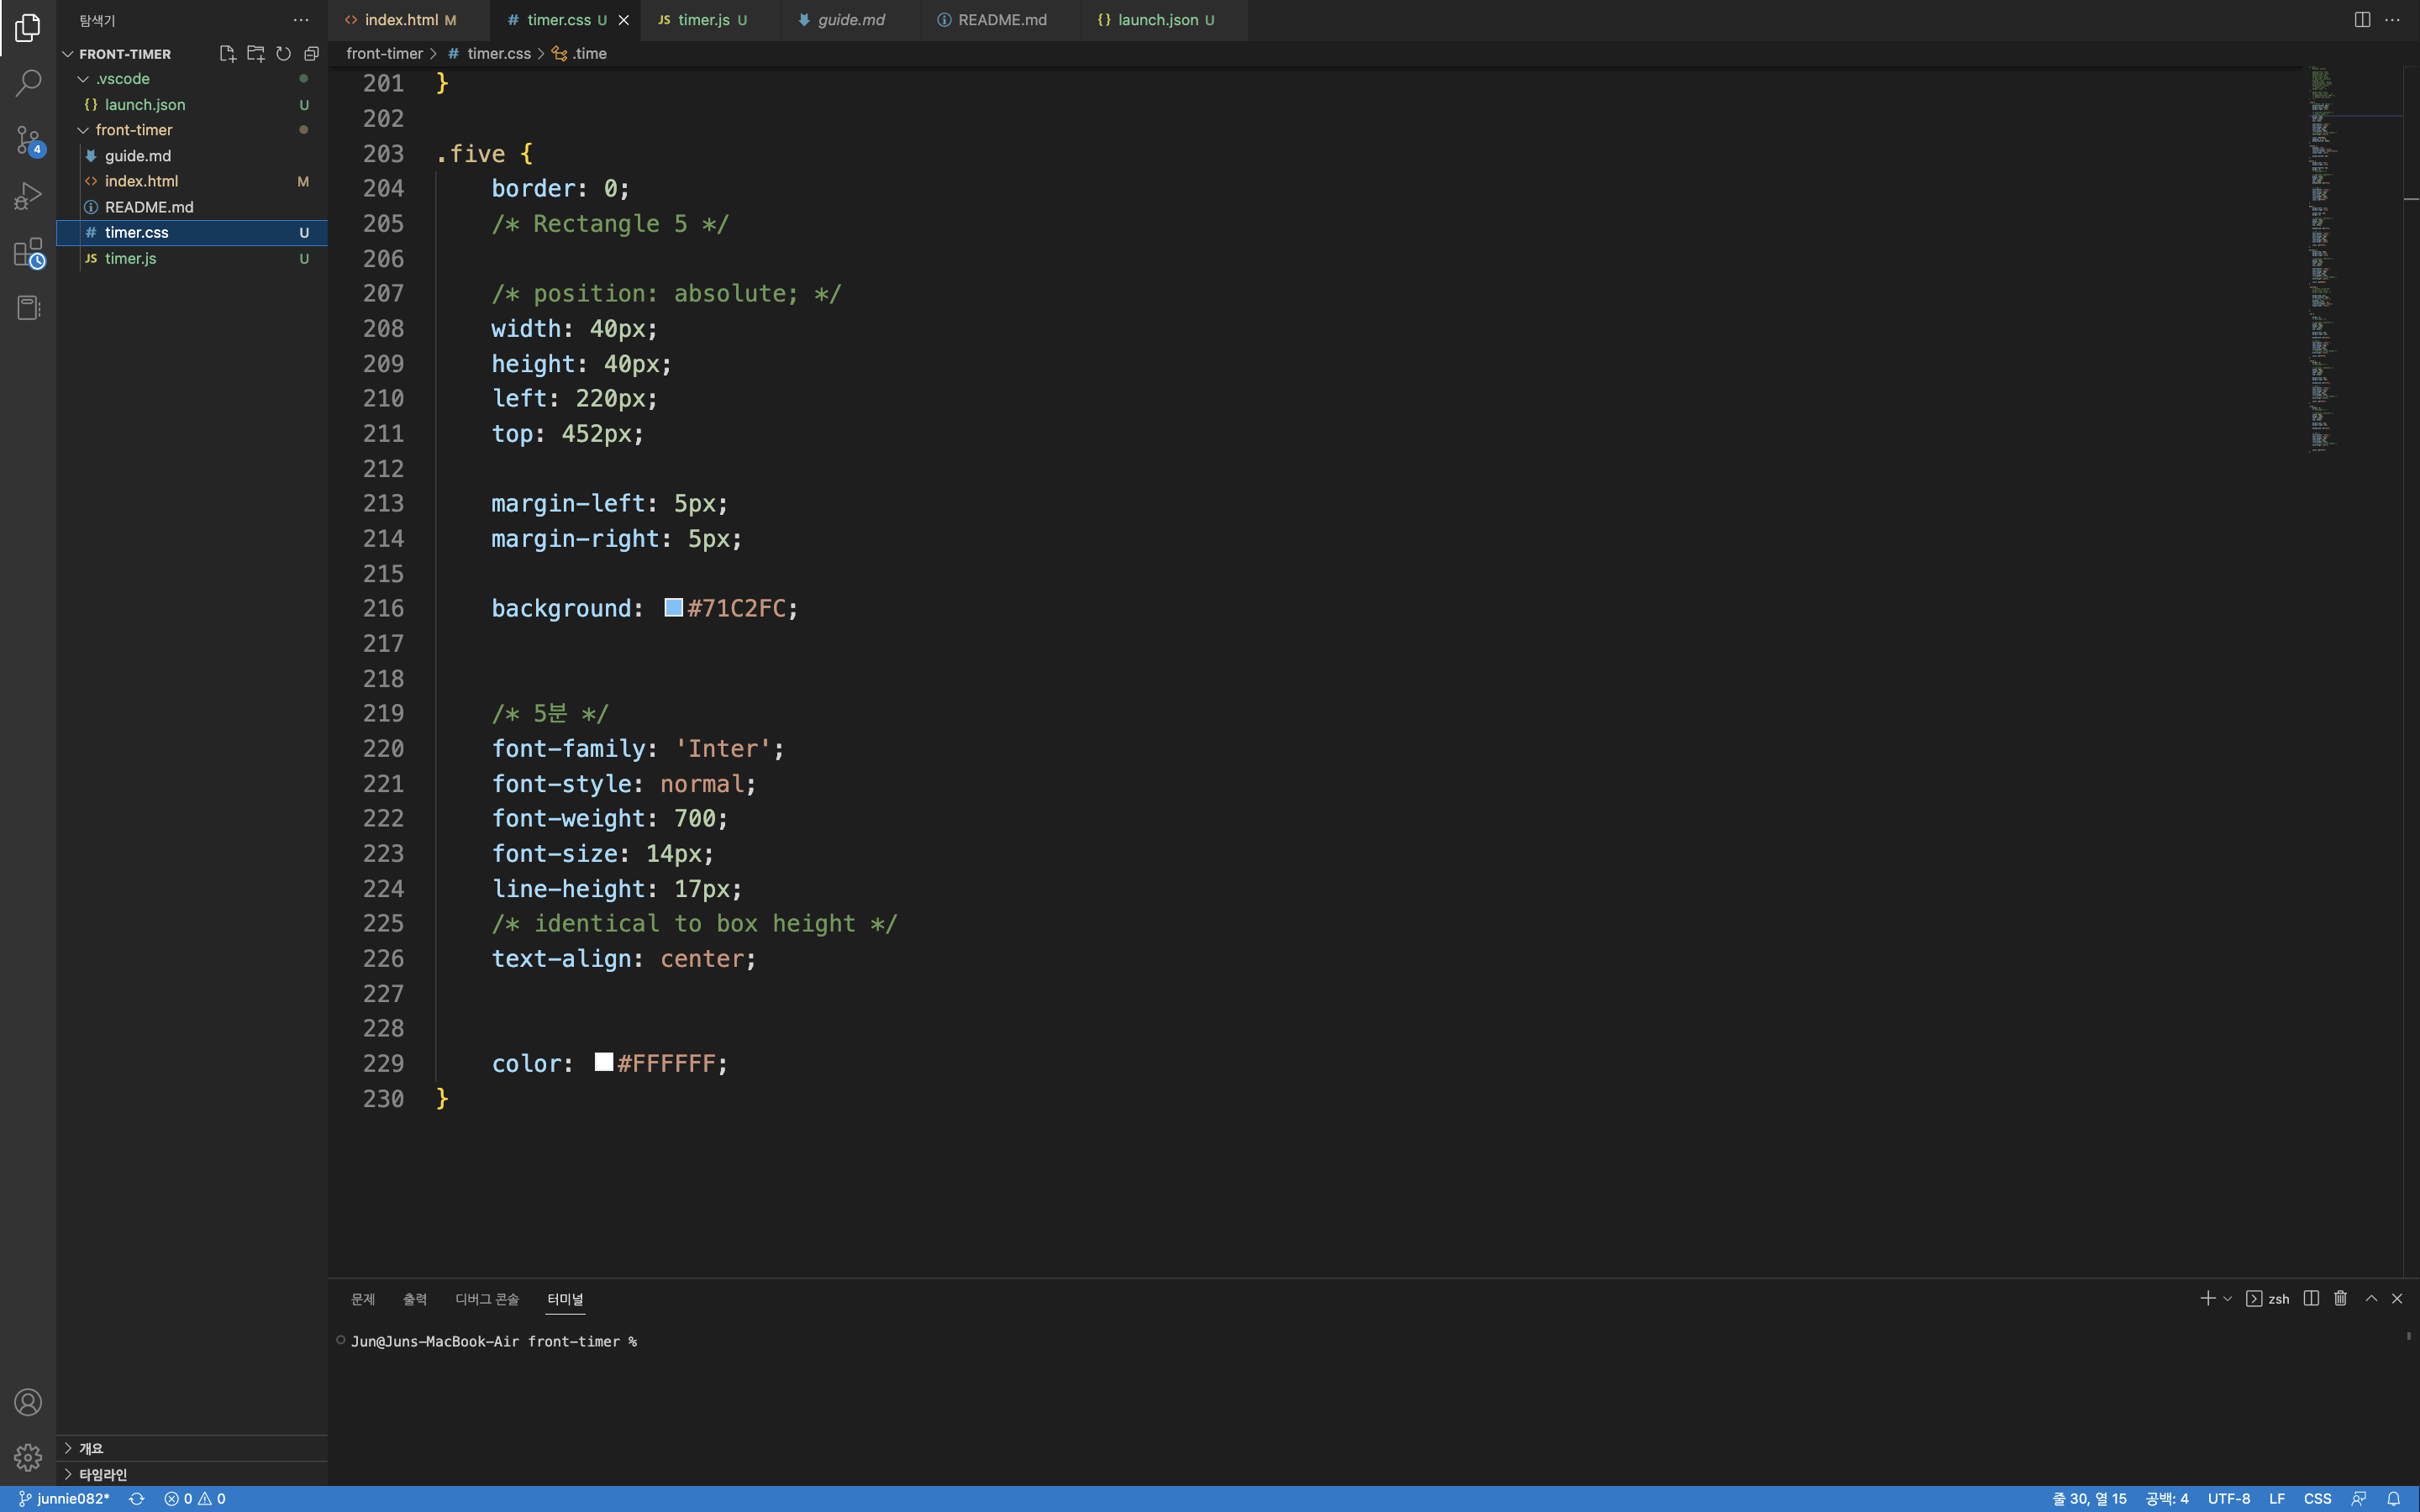 탐색기
FRONT-TIMER
.vscode
launch.json U
front-timer
guide.md
index.html M
README.md
timer.css U
timer.js U
4
개요
타임라인
index.html M
timer.css U
timer.js U
guide.md
README.md
launch.json U
front-timer > # timer.css > .time
201 }
202
203 .five {
204 border: 0;
205 /* Rectangle 5 */
206
207 /* position: absolute; */
208 width: 40px;
209 height: 40px;
210 left: 220px;
211 top: 452px;
212
213 margin-left: 5px;
214 margin-right: 5px;
215
216 background: #71C2FC;
217
218
219 /* 5분 */
220 font-family: 'Inter';
221 font-style: normal;
222 font-weight: 700;
223 font-size: 14px;
224 line-height: 17px;
225 /* identical to box height */
226 text-align: center;
227
228
229 color: #FFFFFF;
230 }
문제 출력 디버그 콘솔 터미널 zsh
Jun@Juns-MacBook-Air front-timer %
junnie082* 0 0 줄 30, 열 15 공백: 4 UTF-8 LF CSS